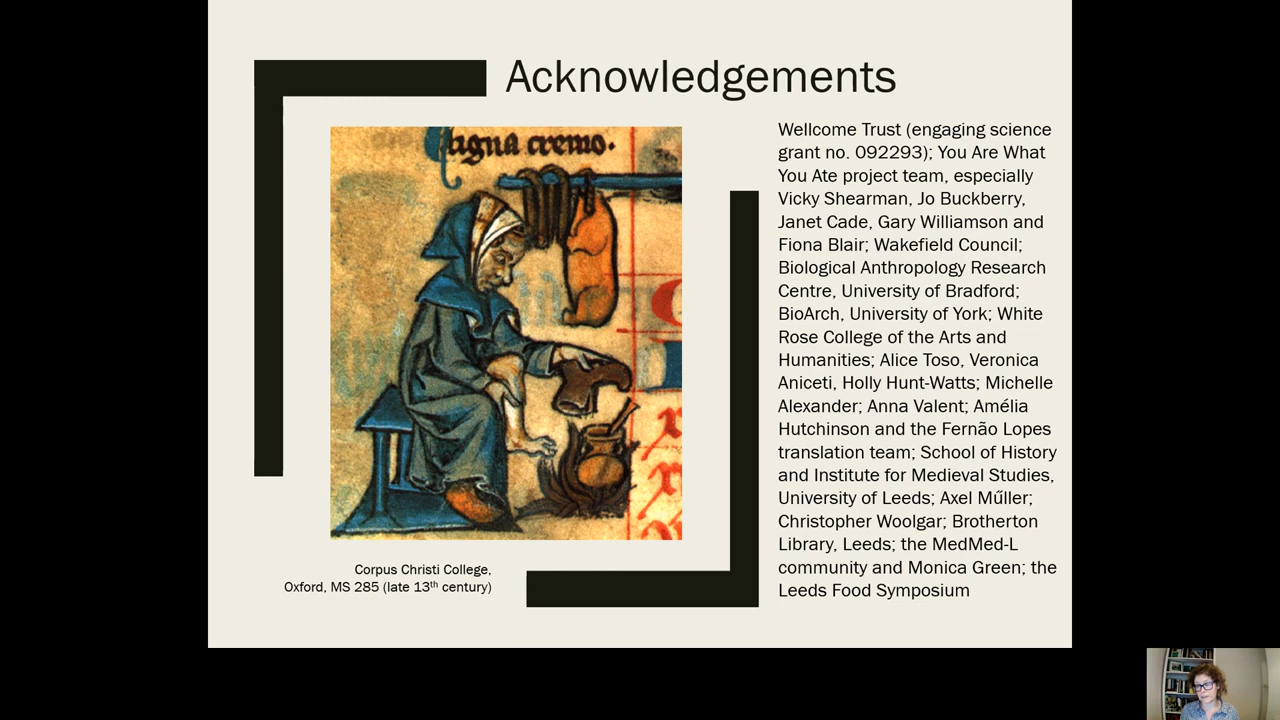 Acknowledgements
ligna cremo.
Wellcome Trust (engaging science
grant no. 092293); You Are What
You Ate project team, especially
Vicky Shearman, Jo Buckberry,
Janet Cade, Gary Williamson and
Fiona Blair; Wakefield Council;
Biological Anthropology Research
Centre, University of Bradford;
BioArch, University of York; White
Rose College of the Arts and
Humanities; Alice Toso, Veronica
Aniceti, Holly Hunt-Watts; Michelle
Alexander; Anna Valent; Amélia
Hutchinson and the Fernão Lopes
translation team; School of History
and Institute for Medieval Studies,
University of Leeds; Axel Műller;
Christopher Woolgar; Brotherton
Library, Leeds; the MedMed-L
community and Monica Green; the
Leeds Food Symposium
Corpus Christi College,
Oxford, MS 285 (late 13th century)